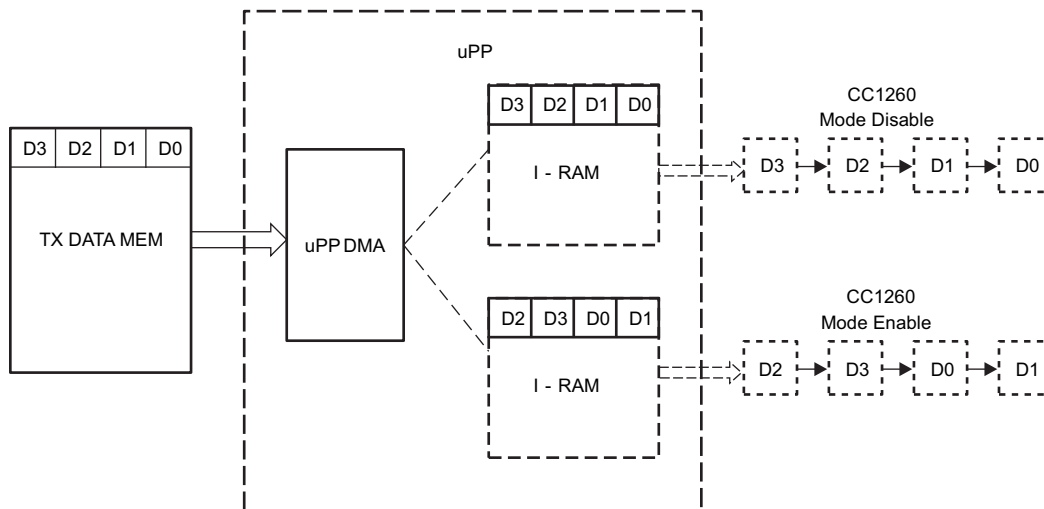 uPP
D3 D2 D1 D0
TX DATA MEM
uPP DMA
D3 D2 D1 D0
I - RAM
CC1260
Mode Disable
D3 D2 D1 D0
D2 D3 D0 D1
I - RAM
CC1260
Mode Enable
D2 D3 D0 D1